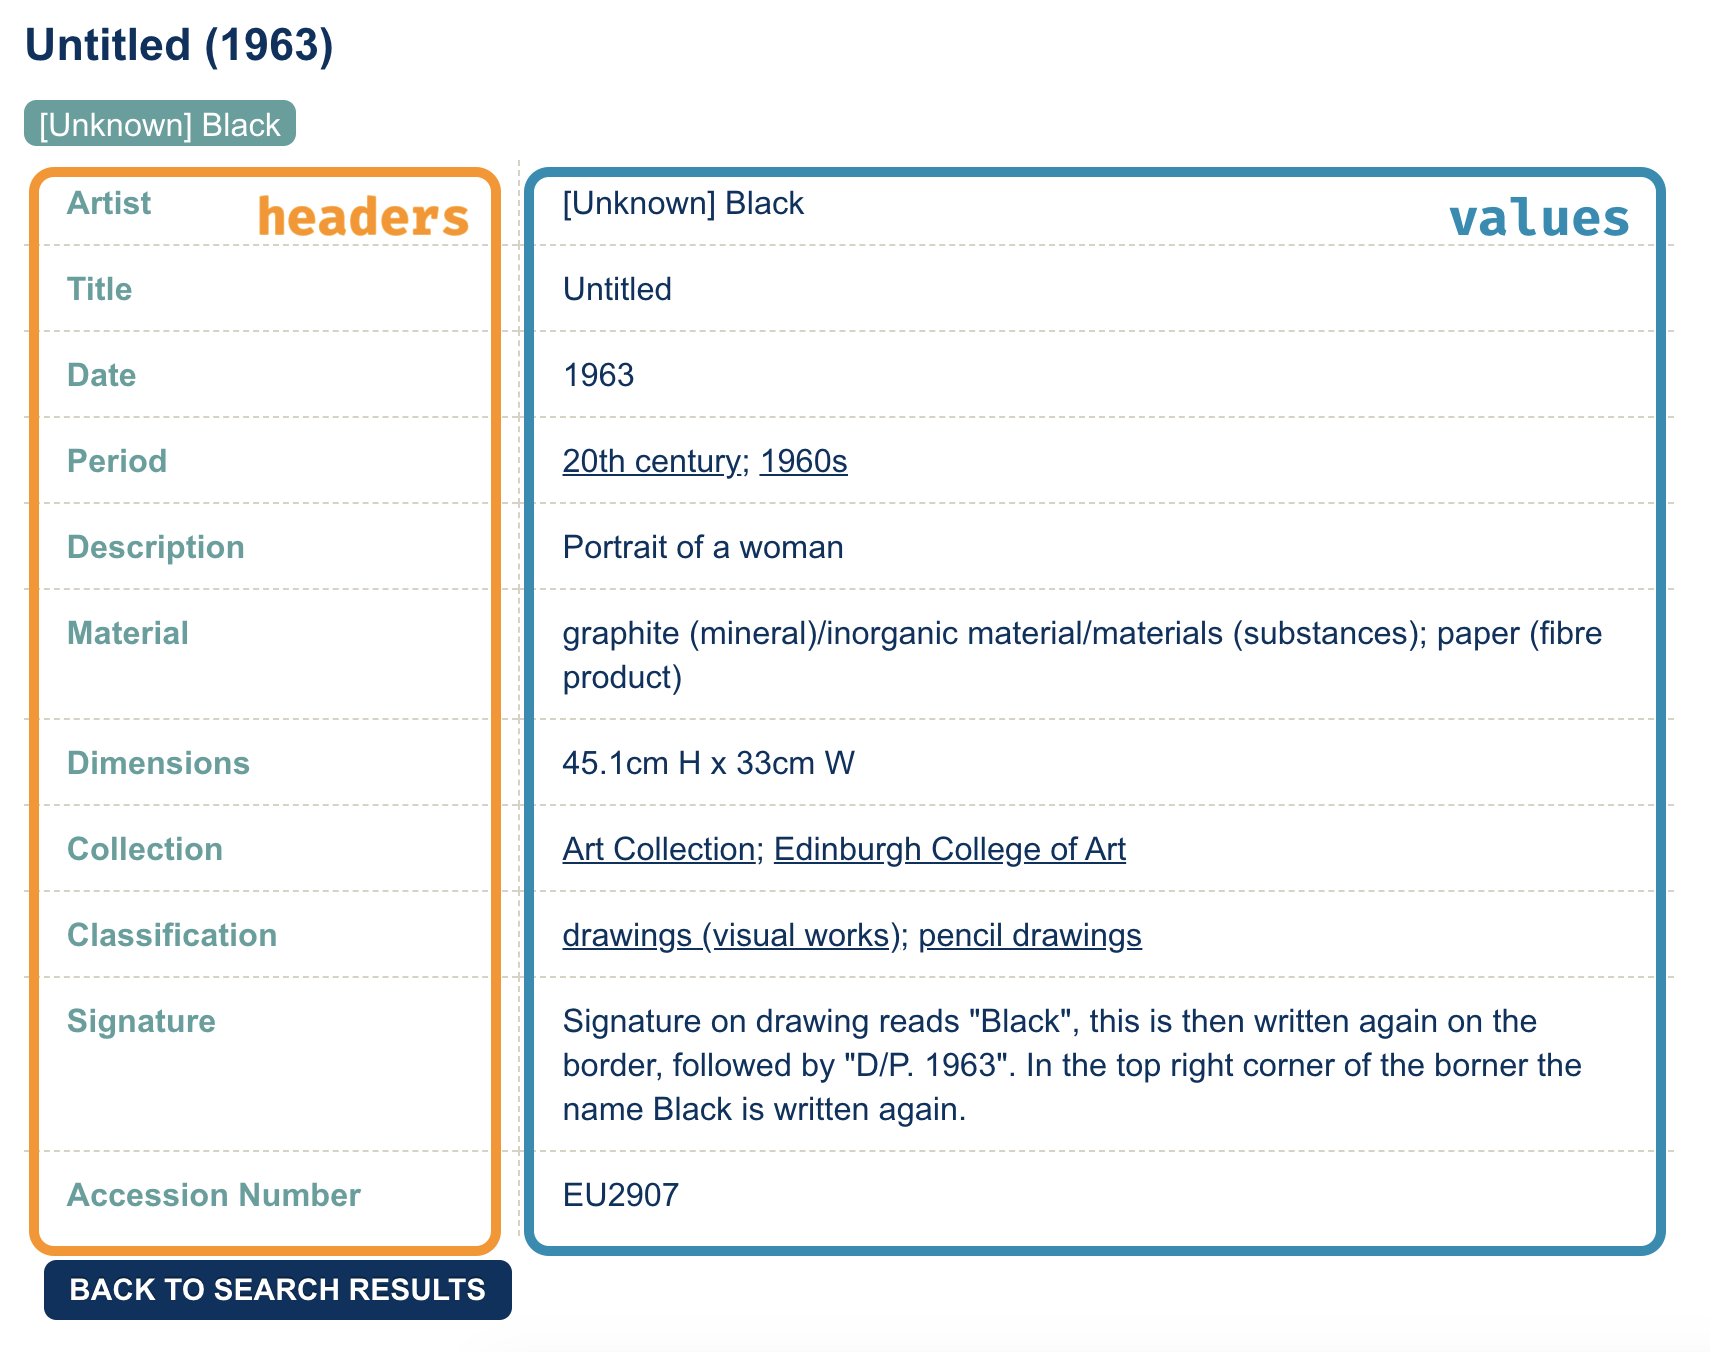 Untitled (1963)
[Unknown] Black
headers
values
Artist
[Unknown] Black
Title
Untitled
Date
1963
Period
20th century; 1960s
Description
Portrait of a woman
Material
graphite (mineral)/inorganic material/materials (substances); paper (fibre
product)
Dimensions
45.1cm H x 33cm W
Collection
Art Collection; Edinburgh College of Art
Classification
drawings (visual works); pencil drawings
Signature
Signature on drawing reads "Black", this is then written again on the
border, followed by "D/P. 1963". In the top right corner of the borner the
name Black is written again.
Accession Number
EU2907
BACK TO SEARCH RESULTS